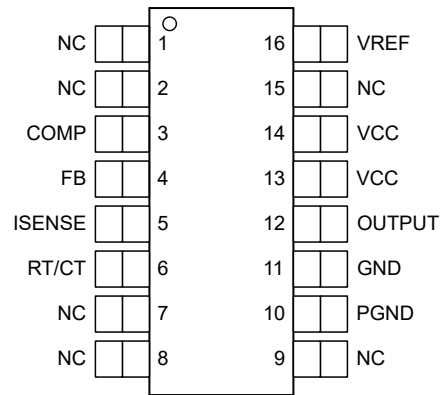 NC 1 16 VREF
NC 2 15 NC
COMP 3 14 VCC
FB 4 13 VCC
ISENSE 5 12 OUTPUT
RT/CT 6 11 GND
NC 7 10 PGND
NC 8 9 NC